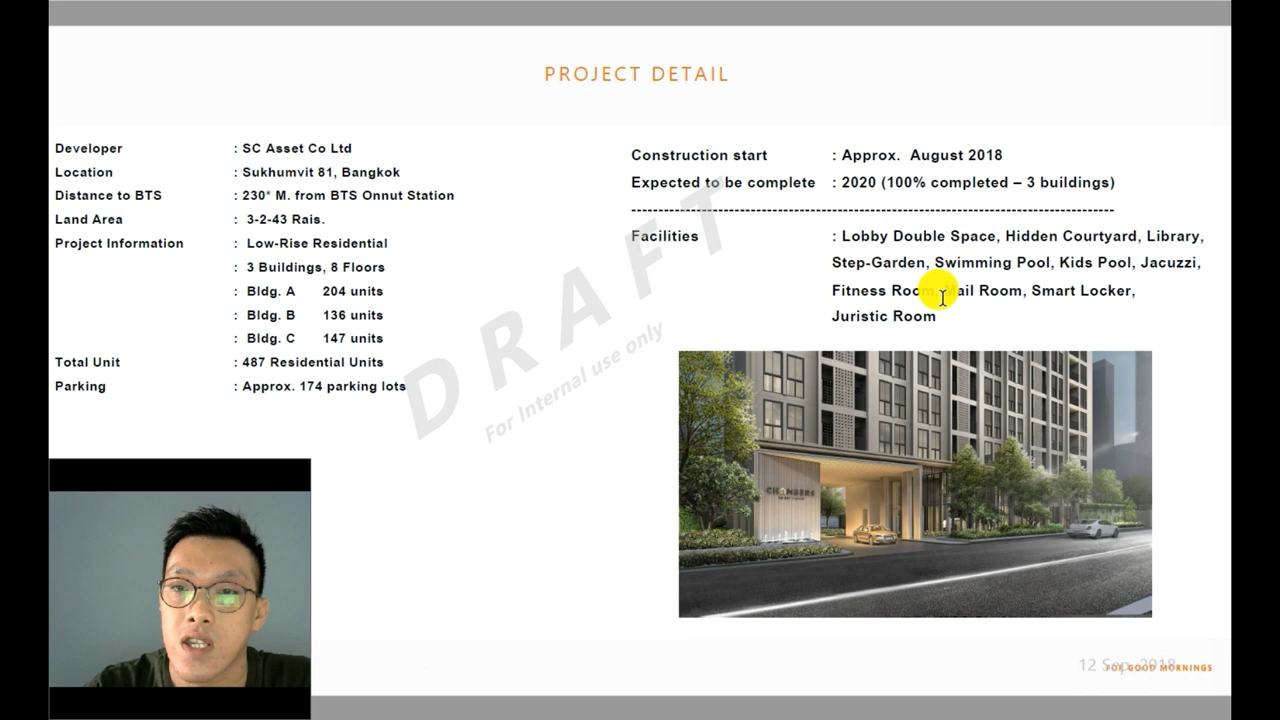 PROJECT DETAIL
Developer : SC Asset Co Ltd
Location : Sukhumvit 81, Bangkok
Distance to BTS : 230* M. from BTS Onnut Station
Land Area : 3-2-43 Rais.
Project Information : Low-Rise Residential
: 3 Buildings, 8 Floors
: Bldg. A 204 units
: Bldg. B 136 units
: Bldg. C 147 units
Total Unit : 487 Residential Units
Parking : Approx. 174 parking lots
Construction start : Approx. August 2018
Expected to be complete : 2020 (100% completed – 3 buildings)
Facilities : Lobby Double Space, Hidden Courtyard, Library,
Step-Garden, Swimming Pool, Kids Pool, Jacuzzi,
Fitness Room, Mail Room, Smart Locker,
Juristic Room
DRAFT
For Internal use only
CHAMBERS
12 Sep, 2018
FOR GOOD MORNINGS